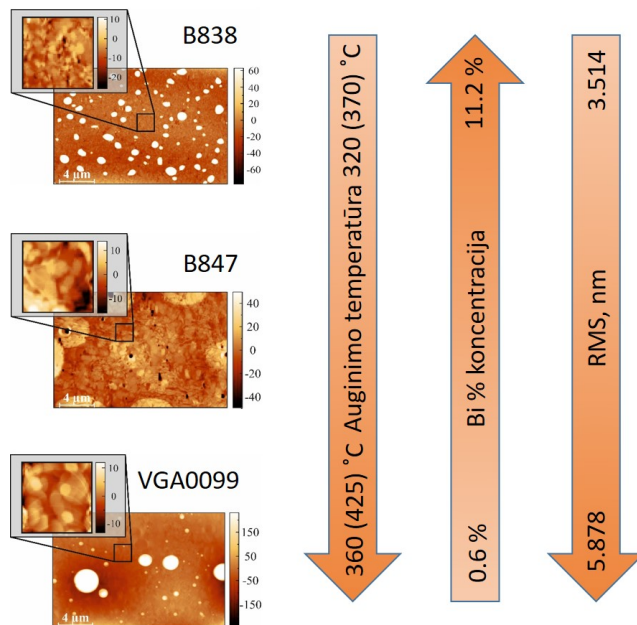 B838
10
0
-10
-20
60
40
20
0
-20
-40
-60
4 µm
B847
10
0
-10
40
20
0
-20
-40
4 µm
VGA0099
10
0
-10
150
50
-50
-150
4 µm
360 (425) ˚C Auginimo temperatūra 320 (370) ˚C
0.6 % Bi % koncentracija 11.2 %
5.878 RMS, nm 3.514